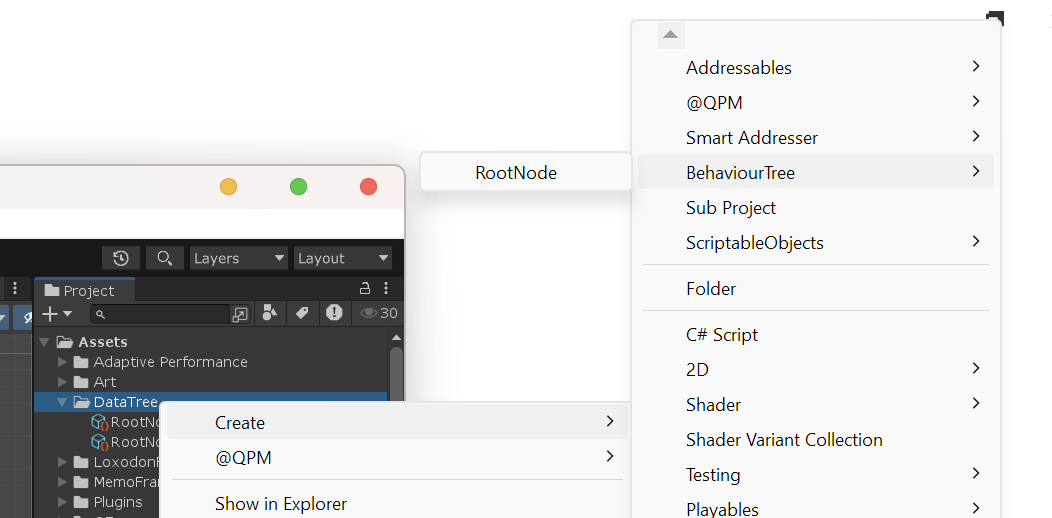 Addressables
@QPM
Smart Addresser
BehaviourTree
RootNode
Sub Project
ScriptableObjects
Folder
C# Script
2D
Shader
Shader Variant Collection
Testing
Playables
Layers
Layout
Project
30
Assets
Adaptive Performance
Art
DataTree
RootNo
RootNo
Loxodon
MemoFra
Plugins
Create
@QPM
Show in Explorer